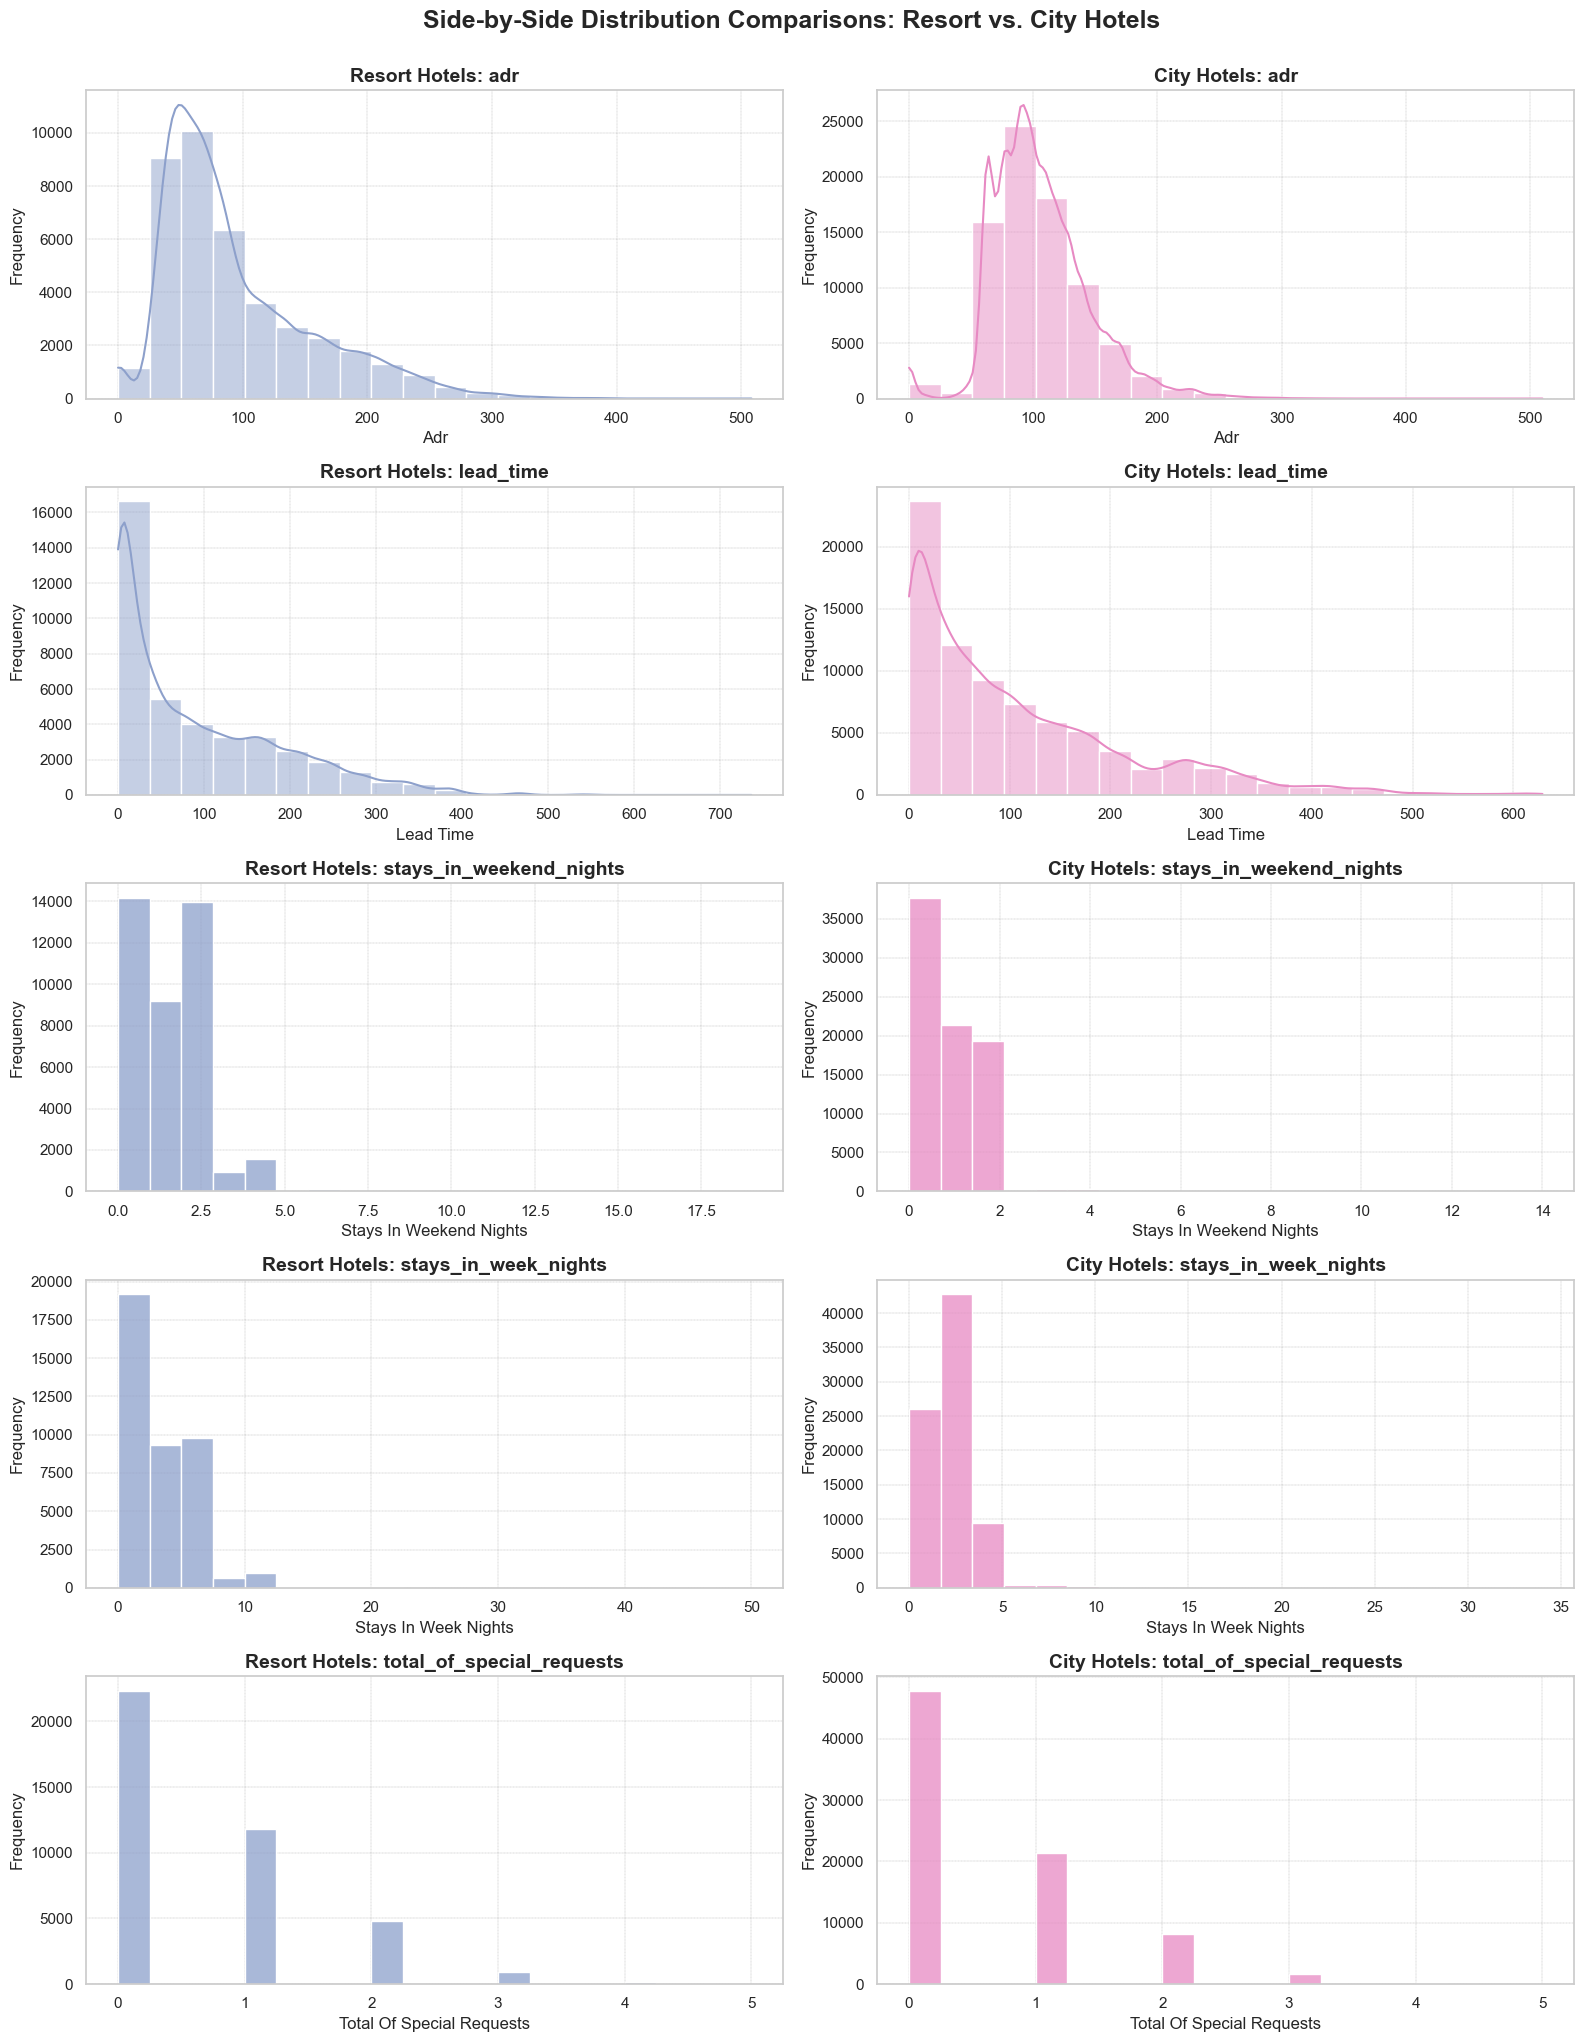 Side-by-Side Distribution Comparisons: Resort vs. City Hotels
Resort Hotels: adr
Frequency
10000
8000
6000
4000
2000
0
0 100 200 300 400 500
Adr
City Hotels: adr
Frequency
25000
20000
15000
10000
5000
0
0 100 200 300 400 500
Adr
Resort Hotels: lead_time
Frequency
16000
14000
12000
10000
8000
6000
4000
2000
0
0 100 200 300 400 500 600 700
Lead Time
City Hotels: lead_time
Frequency
20000
15000
10000
5000
0
0 100 200 300 400 500 600
Lead Time
Resort Hotels: stays_in_weekend_nights
Frequency
14000
12000
10000
8000
6000
4000
2000
0
0.0 2.5 5.0 7.5 10.0 12.5 15.0 17.5
Stays In Weekend Nights
City Hotels: stays_in_weekend_nights
Frequency
35000
30000
25000
20000
15000
10000
5000
0
0 2 4 6 8 10 12 14
Stays In Weekend Nights
Resort Hotels: stays_in_week_nights
Frequency
20000
17500
15000
12500
10000
7500
5000
2500
0
0 10 20 30 40 50
Stays In Week Nights
City Hotels: stays_in_week_nights
Frequency
40000
35000
30000
25000
20000
15000
10000
5000
0
0 5 10 15 20 25 30 35
Stays In Week Nights
Resort Hotels: total_of_special_requests
Frequency
20000
15000
10000
5000
0
0 1 2 3 4 5
Total Of Special Requests
City Hotels: total_of_special_requests
Frequency
50000
40000
30000
20000
10000
0
0 1 2 3 4 5
Total Of Special Requests